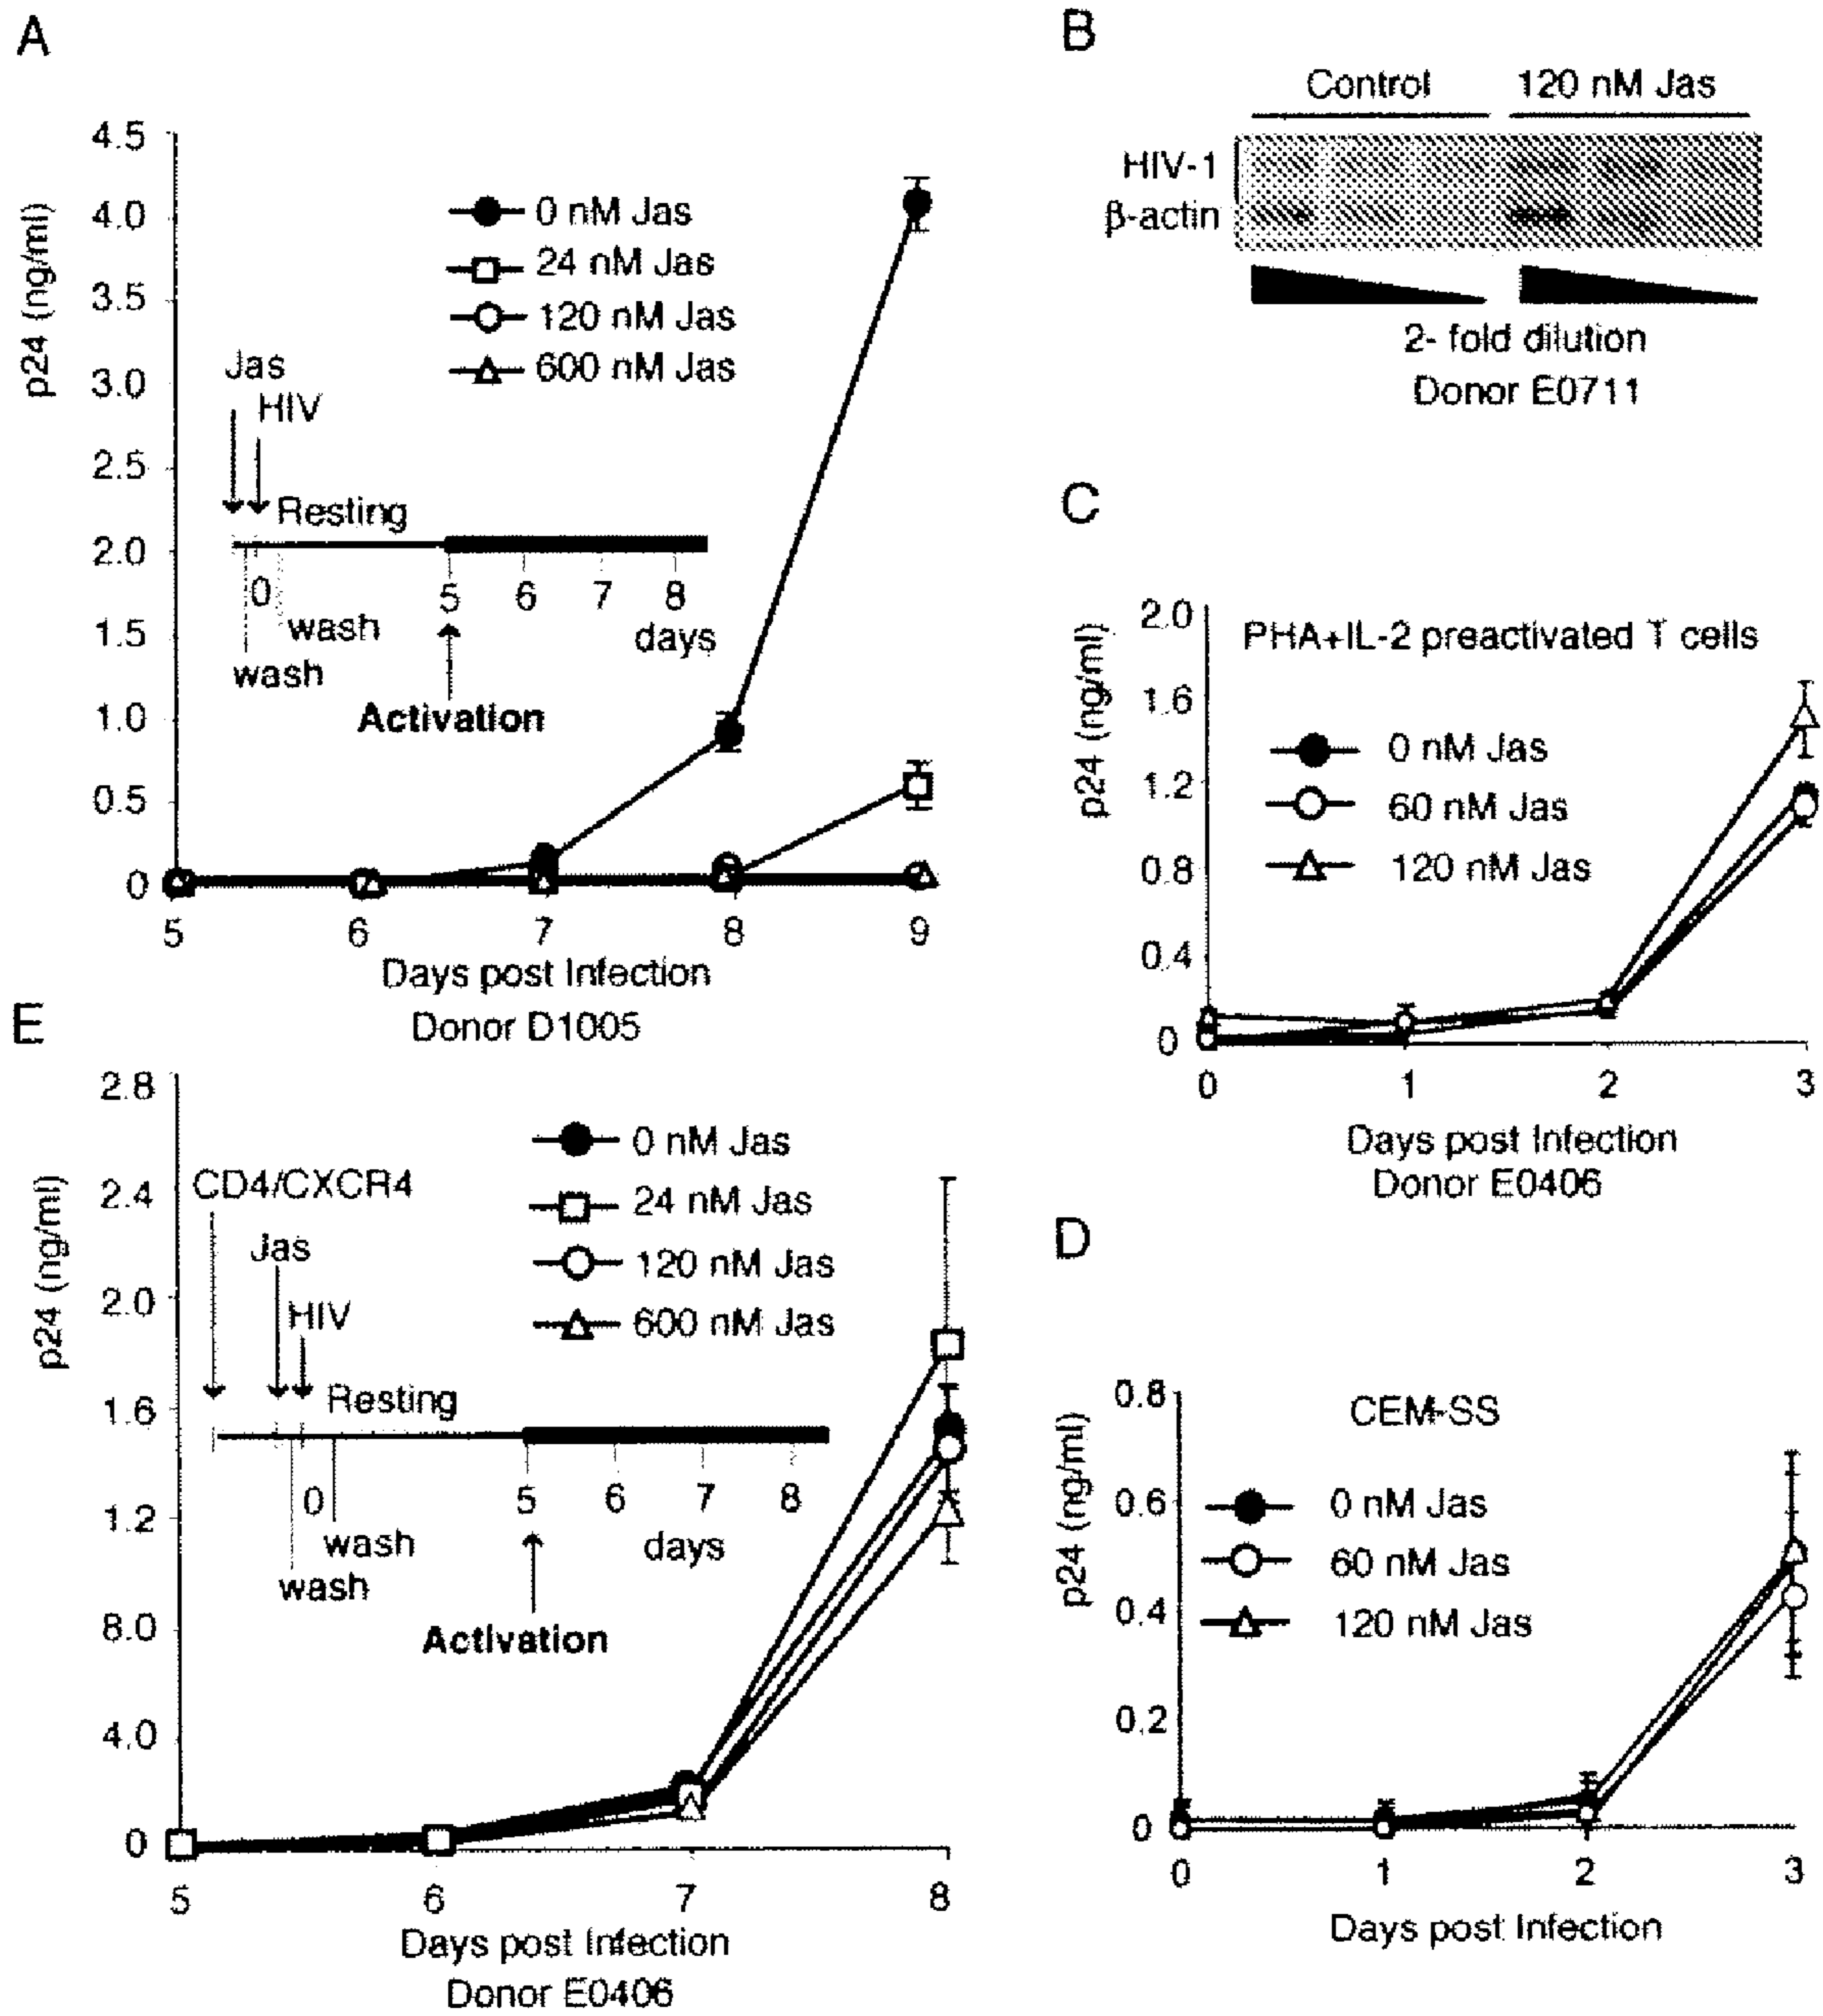 A
4.5
4.0
3.5
3.0
2.5
2.0
1.5
1.0
0.5
0
p24 (ng/ml)
0 nM Jas
24 nM Jas
120 nM Jas
600 nM Jas
Jas
HIV
Resting
0
5
6
7
8
wash
days
wash
Activation
5
6
7
8
9
Days post Infection
Donor D1005
B
Control
120 nM Jas
HIV-1
β-actin
2- fold dilution
Donor E0711
C
2.0
1.6
1.2
0.8
0.4
0
p24 (ng/ml)
PHA+IL-2 preactivated T cells
0 nM Jas
60 nM Jas
120 nM Jas
0
1
2
3
Days post Infection
Donor E0406
D
0.8
0.6
0.4
0.2
0
p24 (ng/ml)
CEM-SS
0 nM Jas
60 nM Jas
120 nM Jas
0
1
2
3
Days post Infection
E
2.8
2.4
2.0
1.6
1.2
8.0
4.0
0
p24 (ng/ml)
0 nM Jas
24 nM Jas
120 nM Jas
600 nM Jas
CD4/CXCR4
Jas
HIV
Resting
0
5
6
7
8
wash
days
wash
Activation
5
6
7
8
Days post Infection
Donor E0406